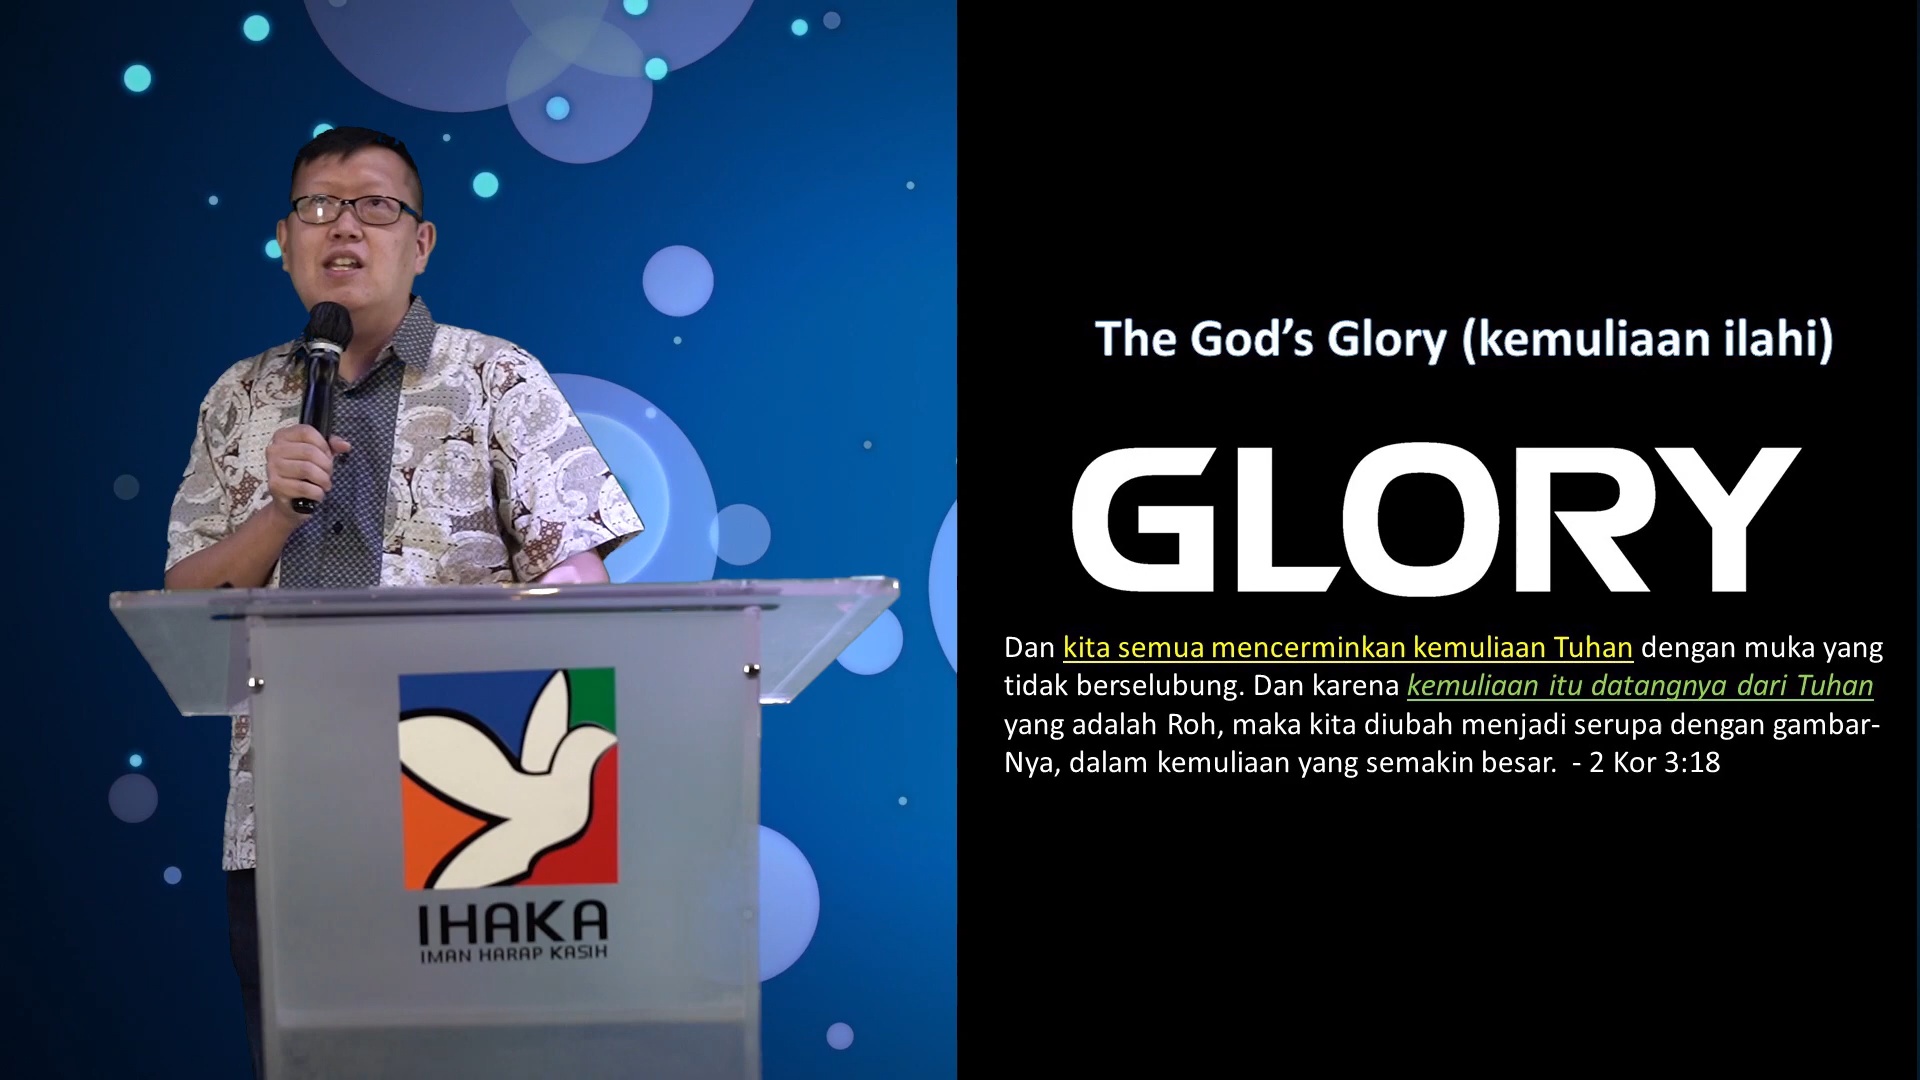 The God’s Glory (kemuliaan ilahi)
GLORY
Dan kita semua mencerminkan kemuliaan Tuhan dengan muka yang
tidak berselubung. Dan karena kemuliaan itu datangnya dari Tuhan
yang adalah Roh, maka kita diubah menjadi serupa dengan gambar-
Nya, dalam kemuliaan yang semakin besar.  - 2 Kor 3:18
IHAKA
IMAN HARAP KASIH